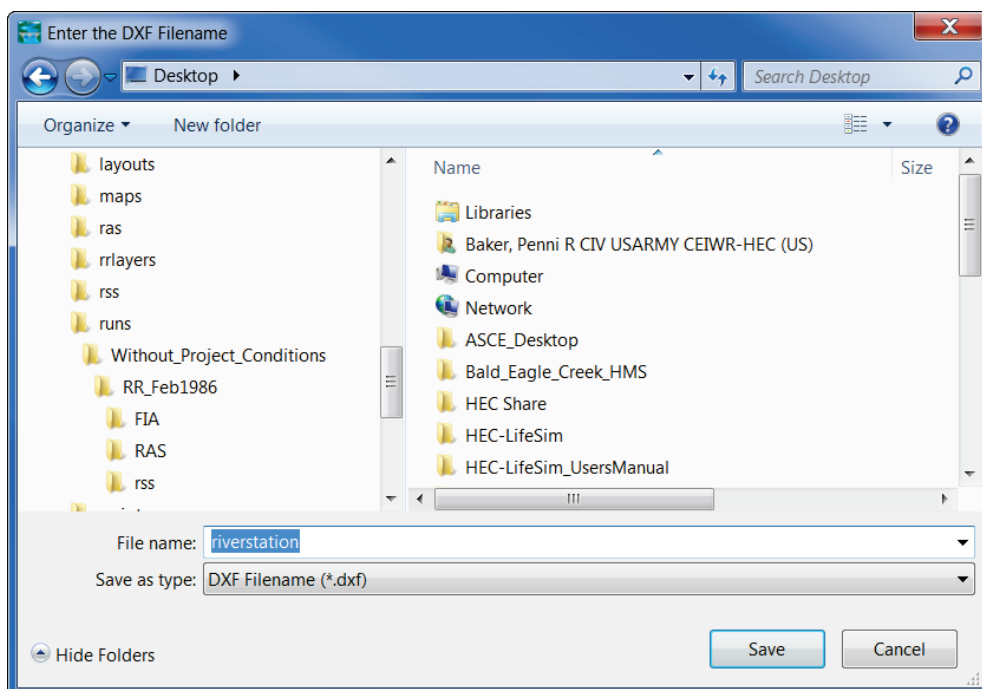 Enter the DXF Filename
Desktop
Search Desktop
Organize
New folder
layouts
maps
ras
rrlayers
rss
runs
Without_Project_Conditions
RR_Feb1986
FIA
RAS
rss
Name
Size
Libraries
Baker, Penni R CIV USARMY CEIWR-HEC (US)
Computer
Network
ASCE_Desktop
Bald_Eagle_Creek_HMS
HEC Share
HEC-LifeSim
HEC-LifeSim_UsersManual
File name: riverstation
Save as type: DXF Filename (*.dxf)
Hide Folders
Save
Cancel